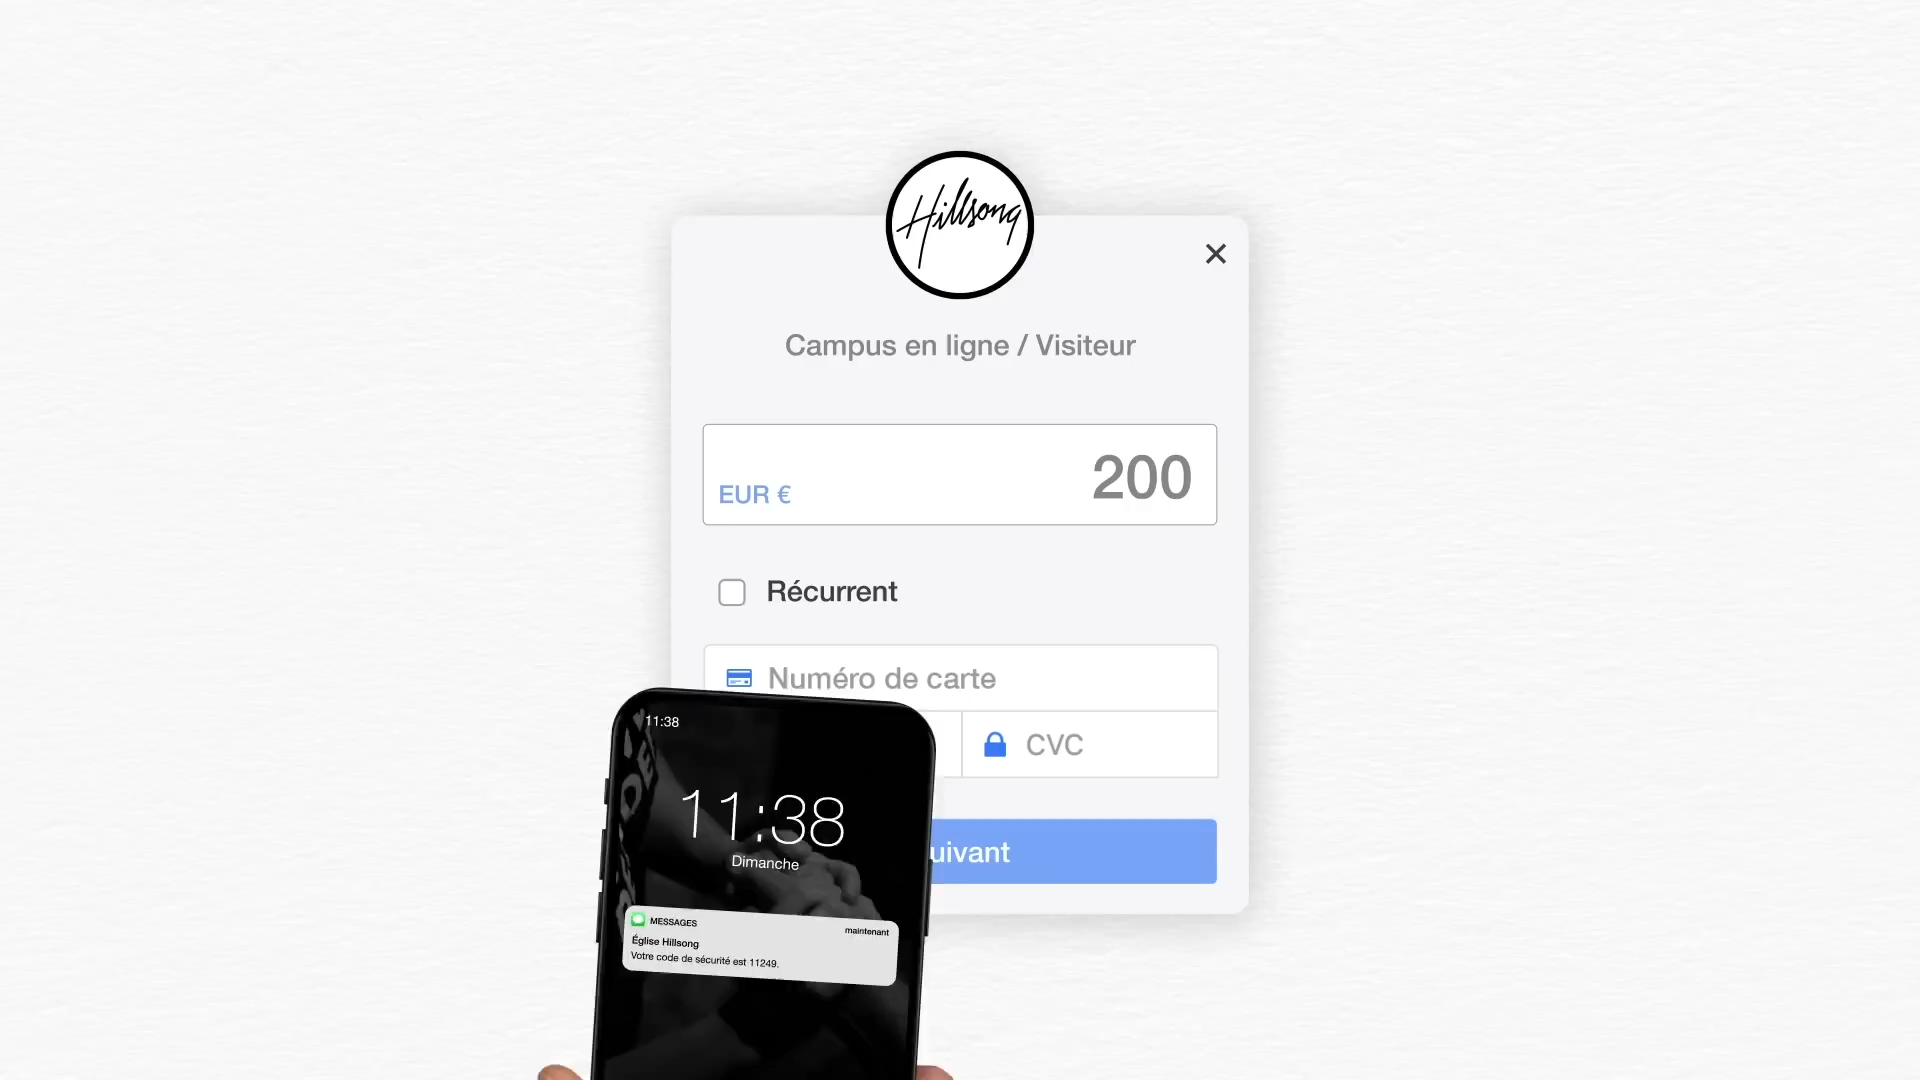 Hillsong
Campus en ligne / Visiteur
EUR € 200
Récurrent
Numéro de carte
CVC
uivant
11:38
11:38
Dimanche
MESSAGES
maintenant
Église Hillsong
Votre code de sécurité est 11249.